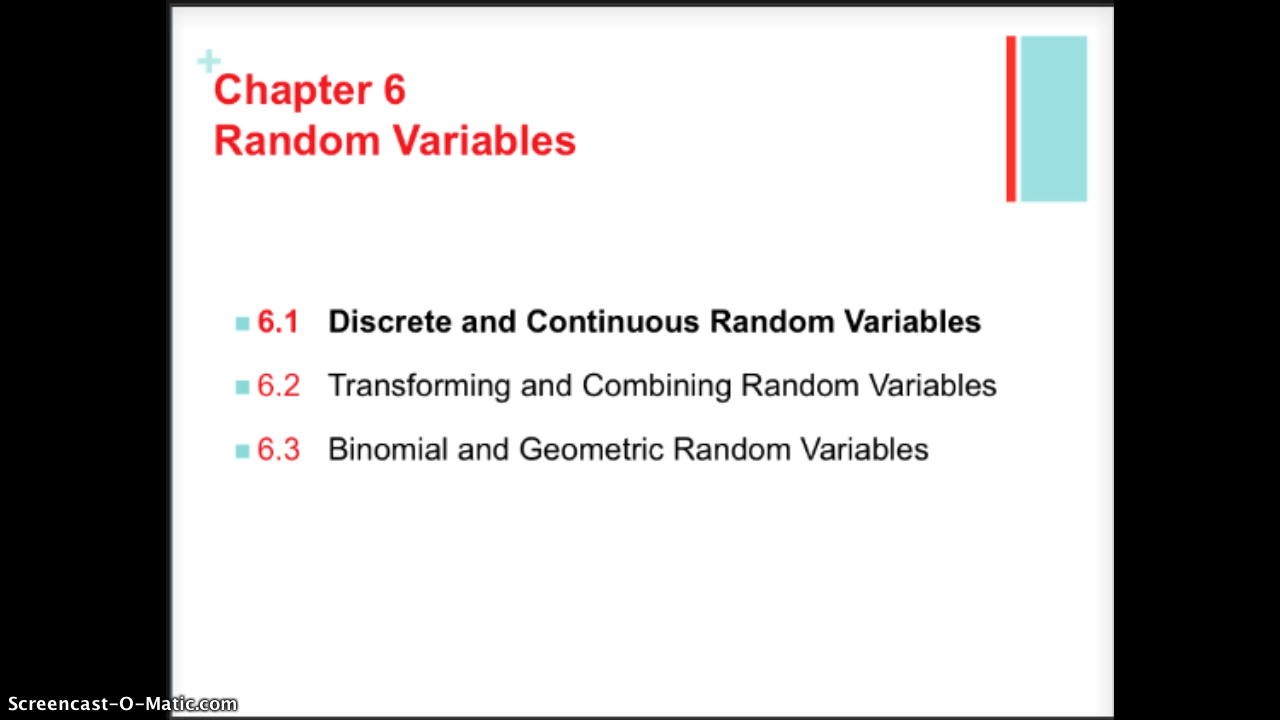 +
Chapter 6
Random Variables
6.1 Discrete and Continuous Random Variables
6.2 Transforming and Combining Random Variables
6.3 Binomial and Geometric Random Variables
Screencast-O-Matic.com